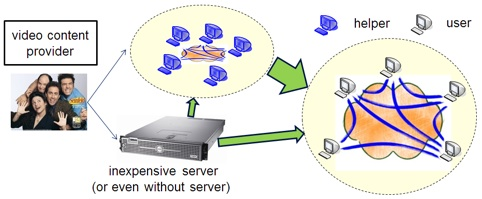 video content
provider
helper
user
inexpensive server
(or even without server)